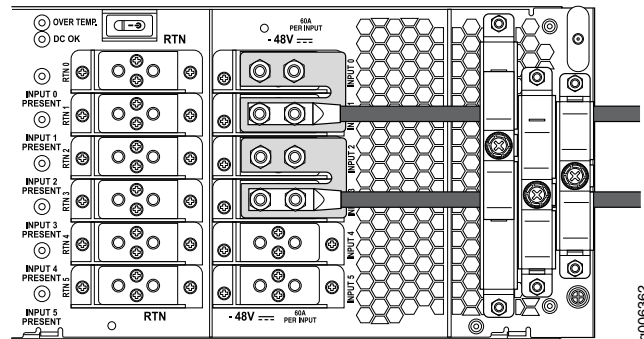 OVER TEMP.
DC OK
RTN
60A
PER INPUT
- 48V
RTN 0
INPUT 0
INPUT 0
PRESENT
RTN 1
INPUT 1
PRESENT
RTN 2
INPUT 2
INPUT 2
PRESENT
RTN 3
INPUT 3
PRESENT
RTN 4
INPUT 4
INPUT 4
PRESENT
RTN 5
INPUT 5
INPUT 5
PRESENT
RTN
- 48V
60A
PER INPUT
g006362